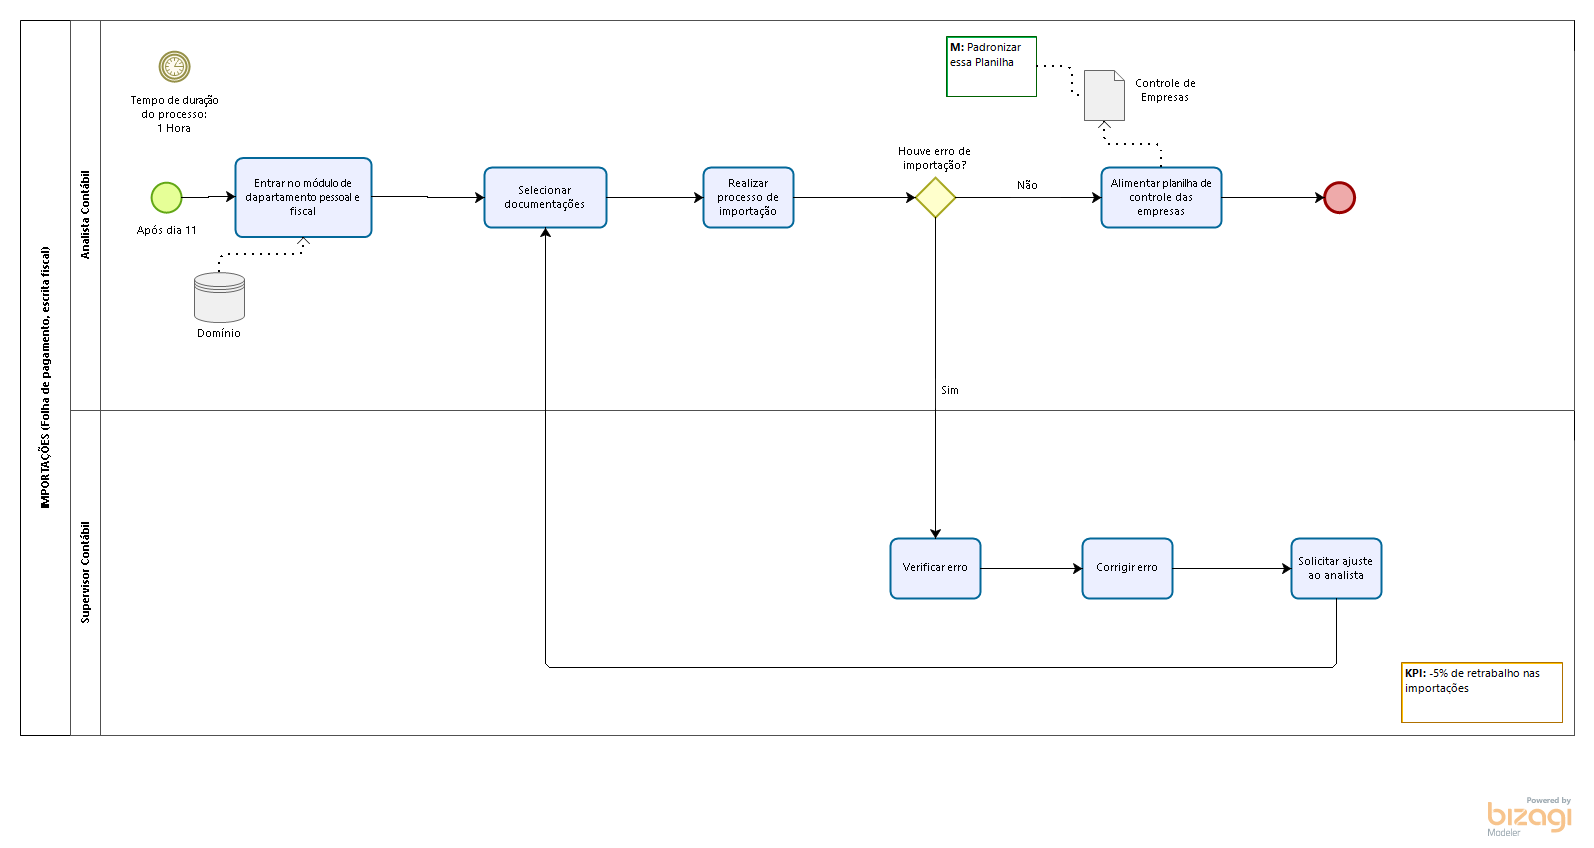 IMPORTAÇÕES (Folha de pagamento, escrita fiscal)
Analista Contábil
Tempo de duração
do processo:
1 Hora
Após dia 11
Entrar no módulo de
dapartamento pessoal e
fiscal
Domínio
Selecionar
documentações
Realizar
processo de
importação
Houve erro de
importação?
Não
Sim
M: Padronizar
essa Planilha
Controle de
Empresas
Alimentar planilha de
controle das
empresas
Supervisor Contábil
Verificar erro
Corrigir erro
Solicitar ajuste
ao analista
KPI: -5% de retrabalho nas
importações
Powered by
bizagi
Modeler